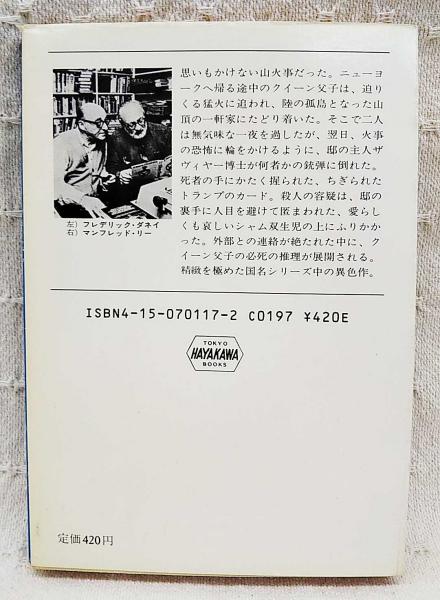 思いもかけない山火事だった。ニューヨ
ークへ帰る途中のクイーン父子は、迫り
くる猛火に追われ、陸の孤島となった山
頂の一軒家にたどり着いた。そこで二人
は無気味な一夜を過したが、翌日、火事
の恐怖に輪をかけるように、邸の主人ザ
ヴィヤー博士が何者かの銃弾に倒れた。
死者の手にかたく握られた、ちぎられた
トランプのカード。殺人の容疑は、邸の
裏手に人目を避けて匿まわれた、愛らし
くも哀しいシャム双生児の上にふりかか
った。外部との連絡が絶たれた中に、ク
イーン父子の必死の推理が展開される。
精緻を極めた国名シリーズ中の異色作。
左）フレデリック・ダネイ
右）マンフレッド・リー
ISBN4-15-070117-2 C0197 ¥420E
TOKYO
HAYAKAWA
BOOKS
定価420円